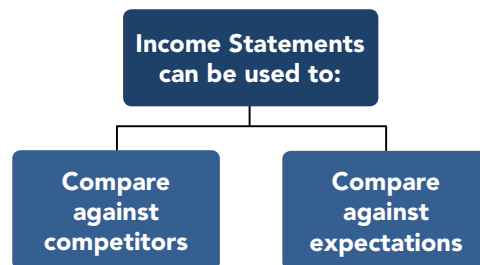 Income Statements
can be used to:
Compare
against
competitors
Compare
against
expectations